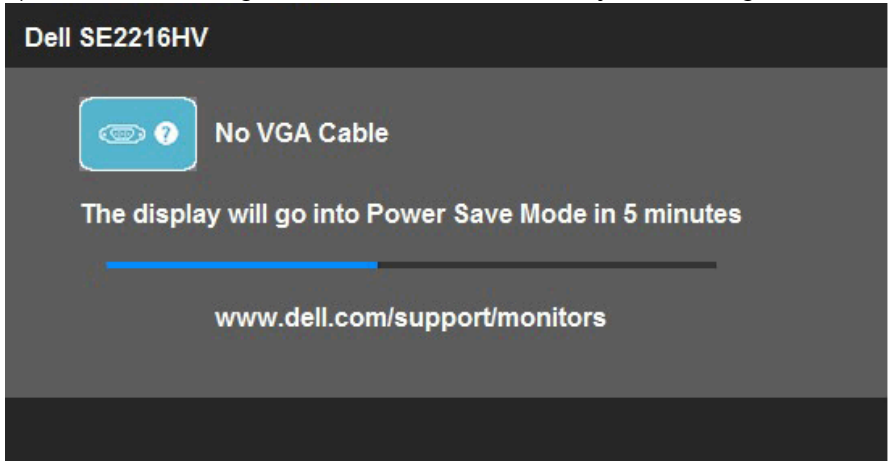 Dell SE2216HV
?
No VGA Cable
The display will go into Power Save Mode in 5 minutes
www.dell.com/support/monitors